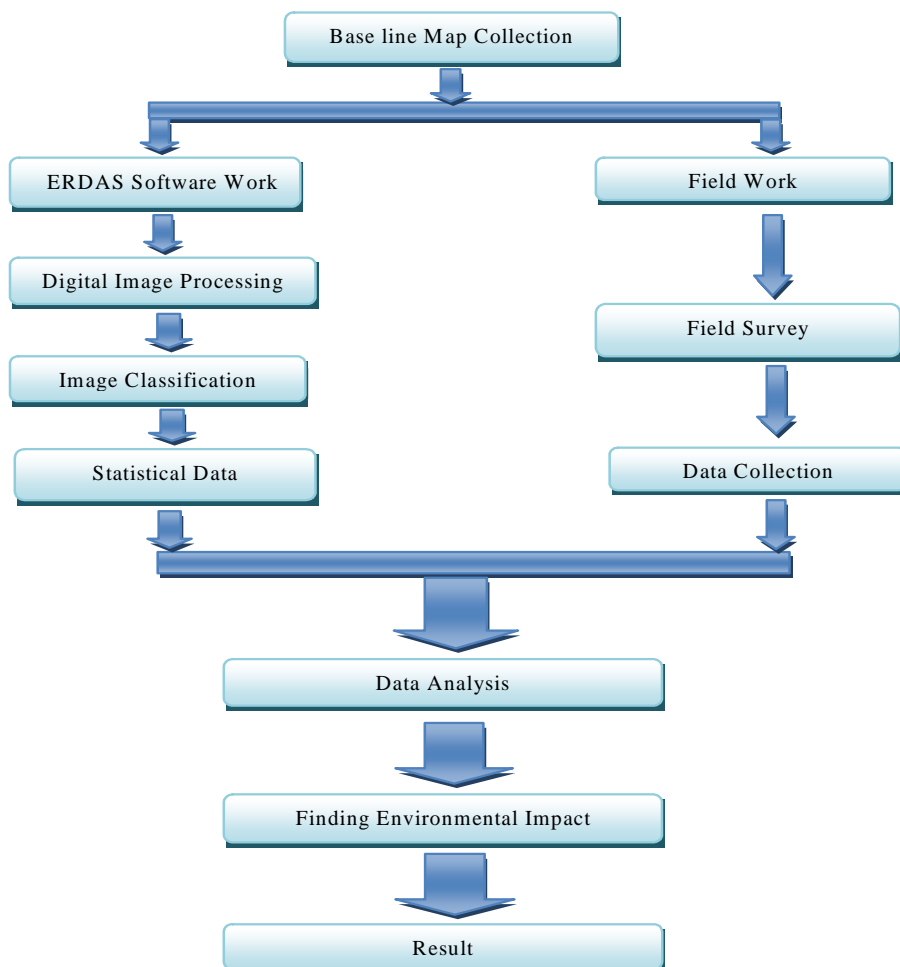 Base line Map Collection
ERDAS Software Work
Field Work
Digital Image Processing
Field Survey
Image Classification
Statistical Data
Data Collection
Data Analysis
Finding Environmental Impact
Result